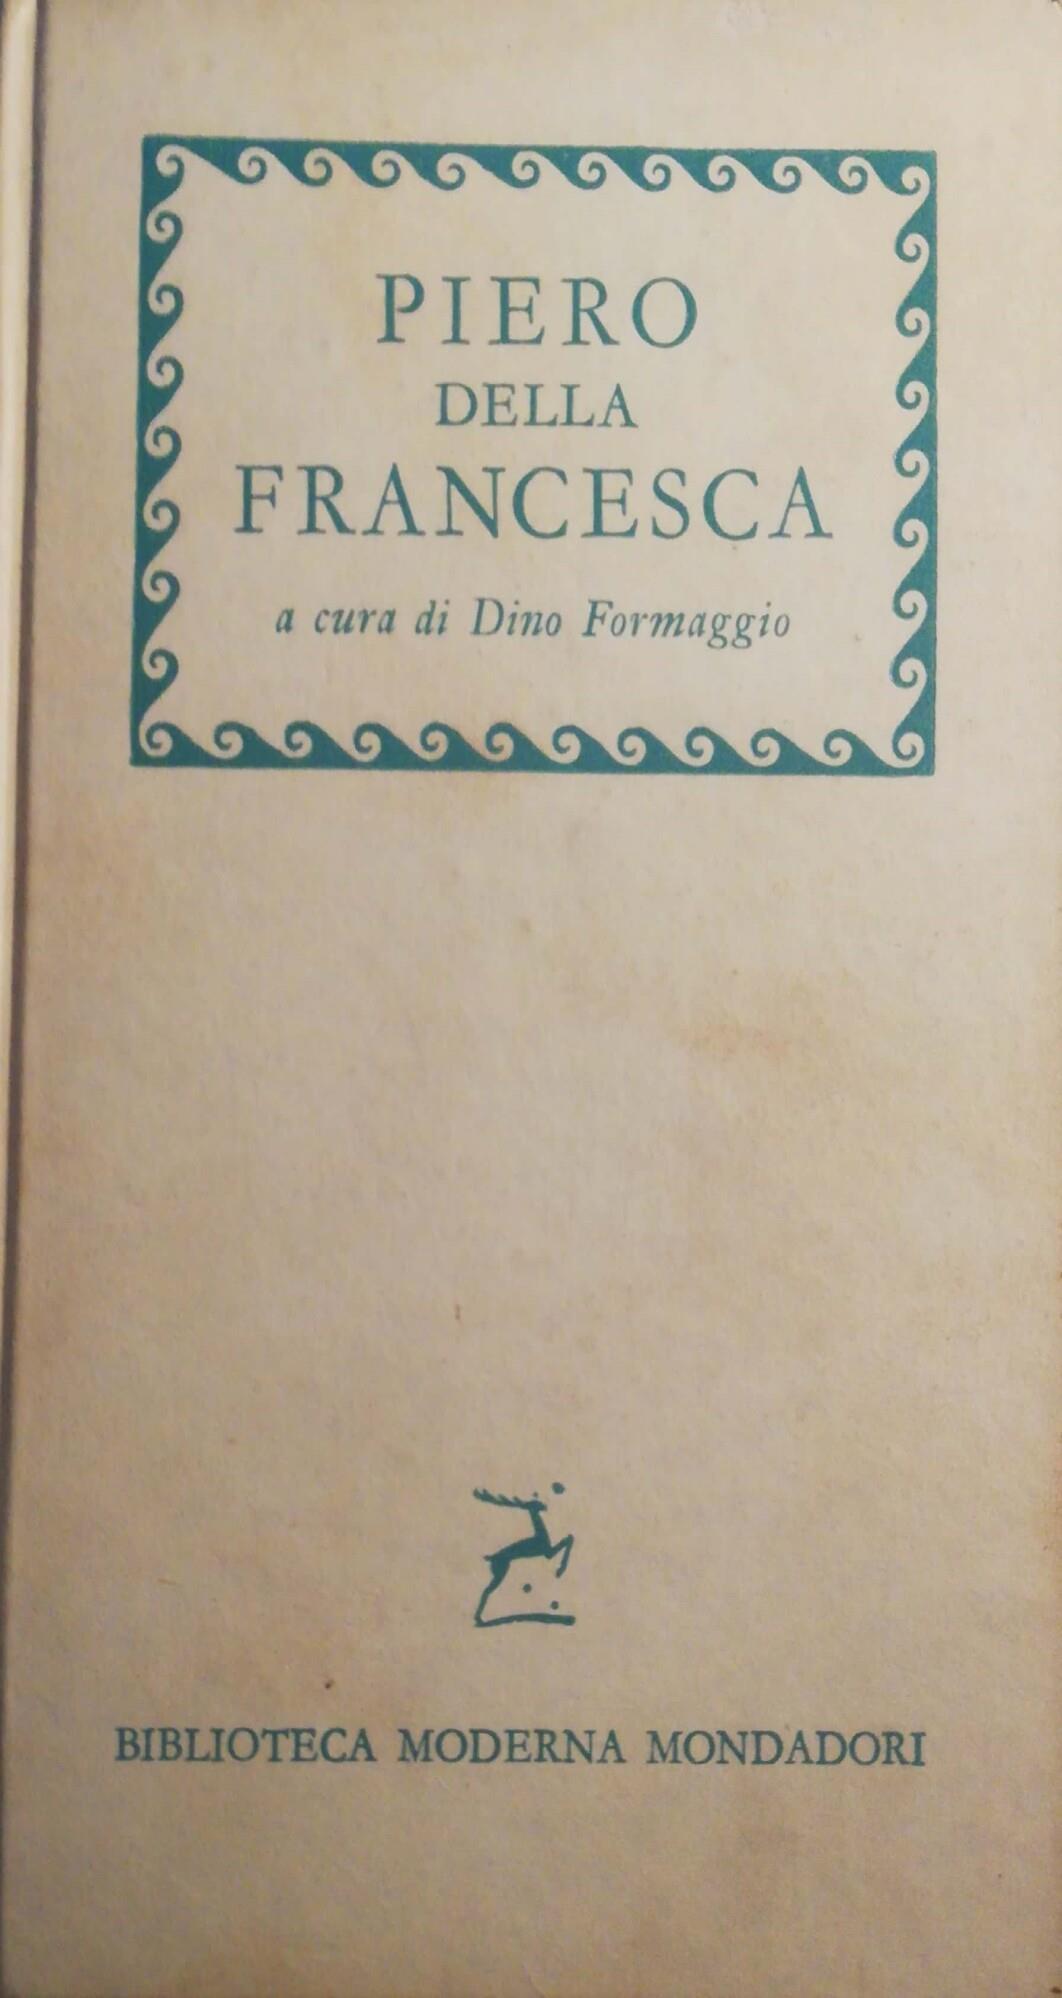 PIERO
DELLA
FRANCESCA
a cura di Dino Formaggio
BIBLIOTECA MODERNA MONDADORI